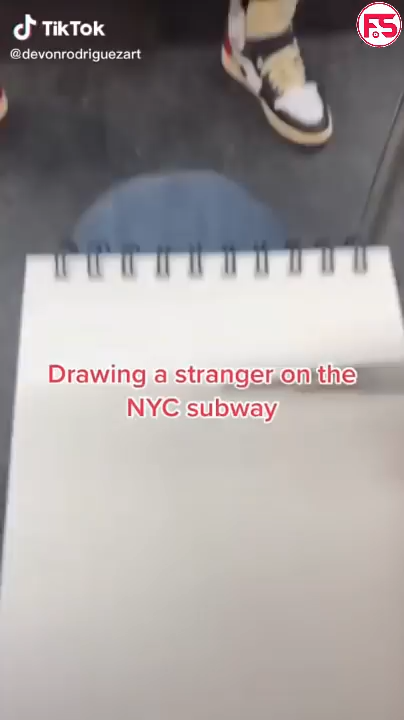 TikTok
@devonrodriguezart
FS
Drawing a stranger on the
NYC subway